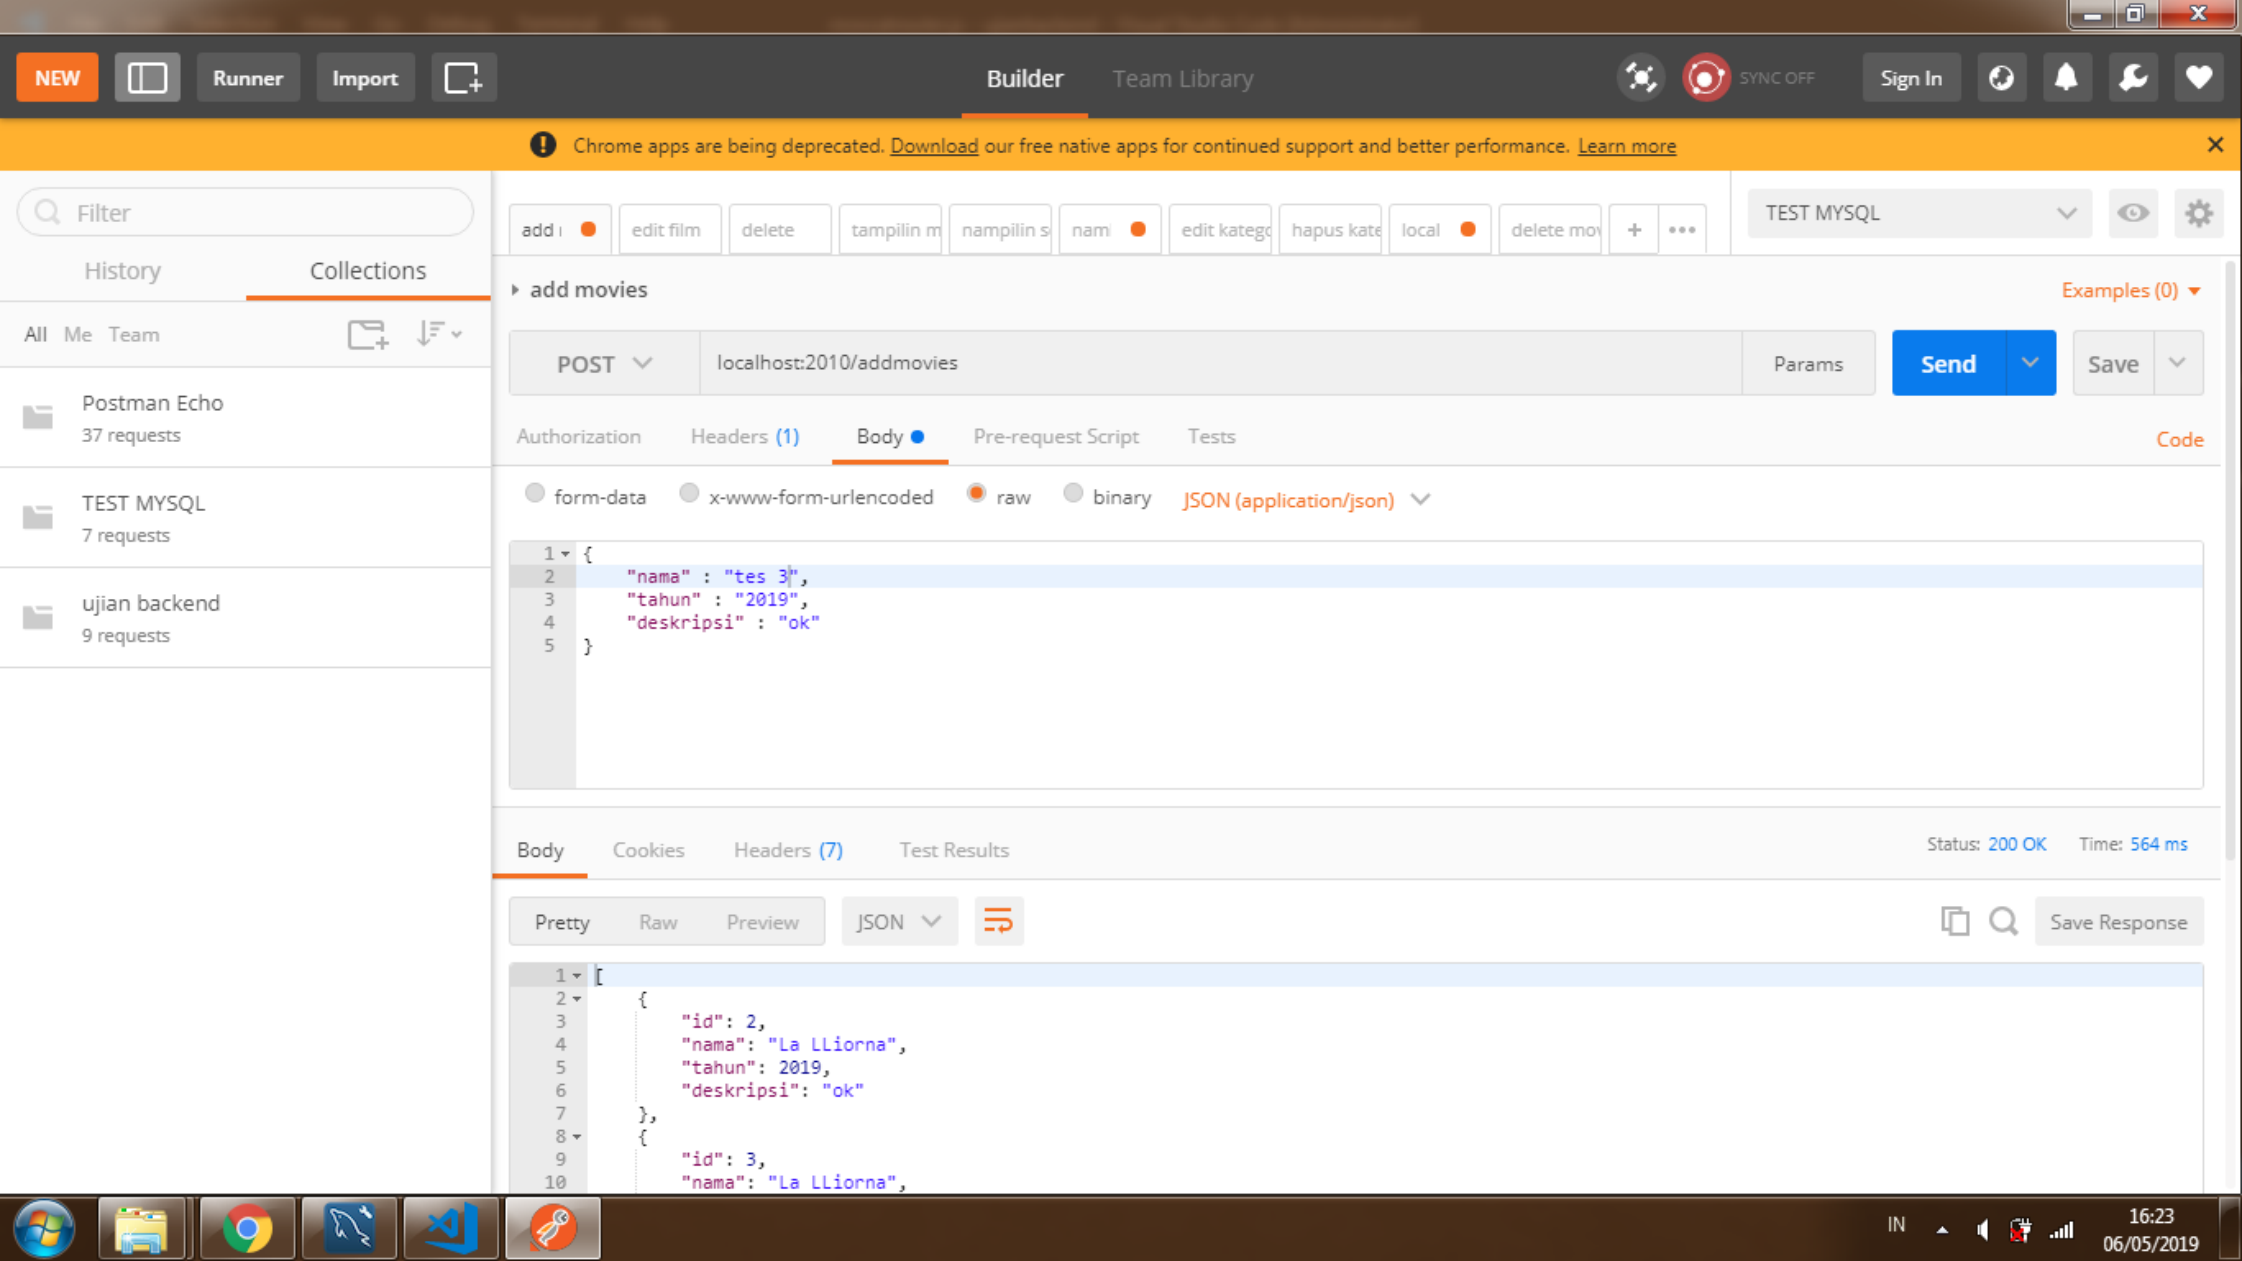 NEW
Runner
Import
Builder
Team Library
SYNC OFF
Sign In
Chrome apps are being deprecated. Download our free native apps for continued support and better performance. Learn more
Filter
History
Collections
All Me Team
Postman Echo
37 requests
TEST MYSQL
7 requests
ujian backend
9 requests
add
edit film
delete
tampilin m
nampilin s
nam
edit katego
hapus kate
local
delete mov
+
TEST MYSQL
add movies
Examples (0)
POST
localhost:2010/addmovies
Params
Send
Save
Authorization
Headers (1)
Body
Pre-request Script
Tests
Code
form-data
x-www-form-urlencoded
raw
binary
JSON (application/json)
1 {
2 "nama" : "tes 3",
3 "tahun" : "2019",
4 "deskripsi" : "ok"
5 }
Body
Cookies
Headers (7)
Test Results
Status: 200 OK
Time: 564 ms
Pretty
Raw
Preview
JSON
Save Response
1 [
2 {
3 "id": 2,
4 "nama": "La LLiorna",
5 "tahun": 2019,
6 "deskripsi": "ok"
7 },
8 {
9 "id": 3,
10 "nama": "La LLiorna",
IN
16:23
06/05/2019